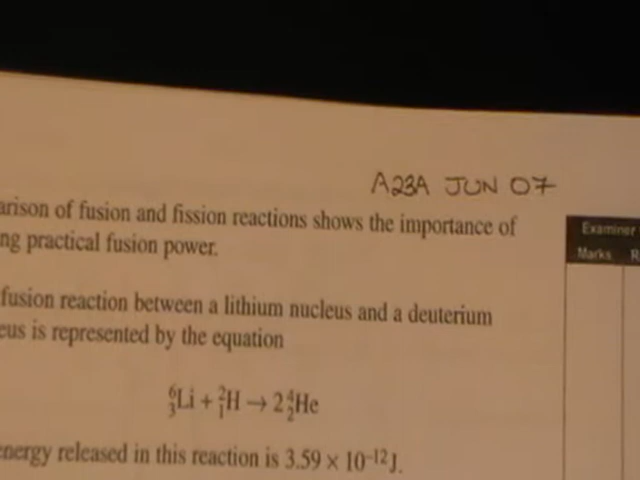 A23A JUN 07
arison of fusion and fission reactions shows the importance of
ng practical fusion power.
Examiner
Marks R
fusion reaction between a lithium nucleus and a deuterium
eus is represented by the equation
⁶₃Li + ²₁H → 2⁴₂He
energy released in this reaction is 3.59 × 10⁻¹² J.